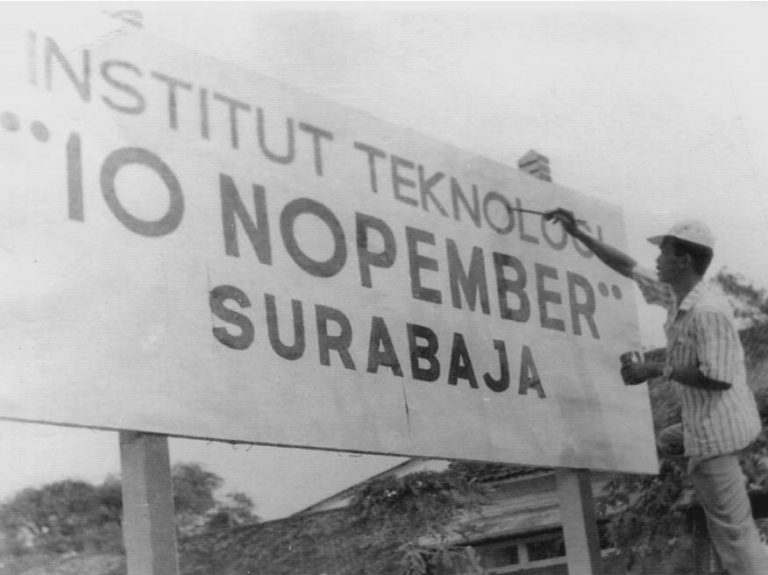 INSTITUT TEKNOLOGI
"10 NOPEMBER"
SURABAJA